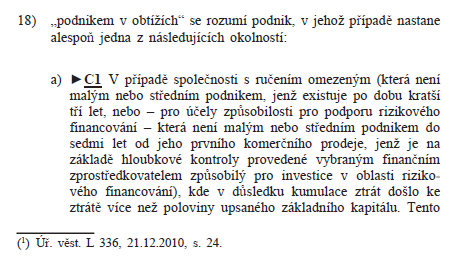 18) „podnikem v obtížích“ se rozumí podnik, v jehož případě nastane
alespoň jedna z následujících okolností:
a) ►C1 V případě společnosti s ručením omezeným (která není
malým nebo středním podnikem, jenž existuje po dobu kratší
tří let, nebo – pro účely způsobilosti pro podporu rizikového
financování – která není malým nebo středním podnikem do
sedmi let od jeho prvního komerčního prodeje, jenž je na
základě hloubkové kontroly provedené vybraným finančním
zprostředkovatelem způsobilý pro investice v oblasti riziko-
vého financování), kde v důsledku kumulace ztrát došlo ke
ztrátě více než poloviny upsaného základního kapitálu. Tento
(¹) Úř. věst. L 336, 21.12.2010, s. 24.